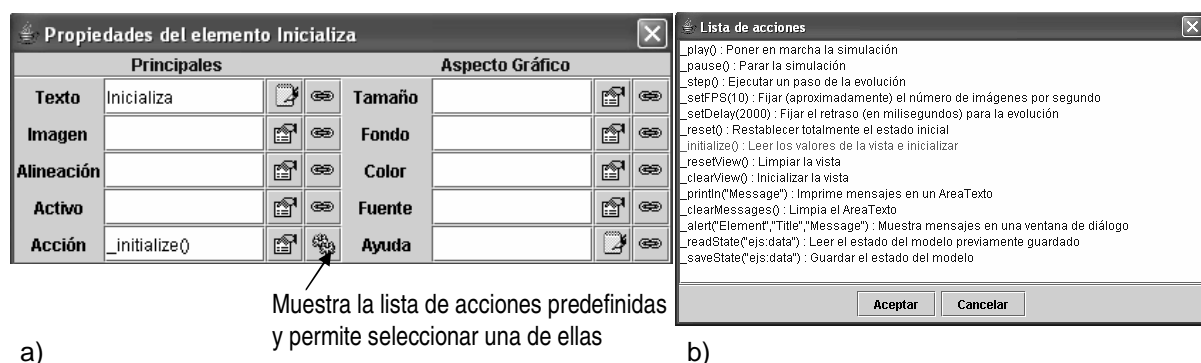 Propiedades del elemento Inicializa
Principales Aspecto Gráfico
Texto Inicializa Tamaño
Imagen Fondo
Alineación Color
Activo Fuente
Acción _initialize() Ayuda
Muestra la lista de acciones predefinidas
y permite seleccionar una de ellas
a)
Lista de acciones
_play() : Poner en marcha la simulación
_pause() : Parar la simulación
_step() : Ejecutar un paso de la evolución
_setFPS(10) : Fijar (aproximadamente) el número de imágenes por segundo
_setDelay(2000) : Fijar el retraso (en milisegundos) para la evolución
_reset() : Restablecer totalmente el estado inicial
_initialize() : Leer los valores de la vista e inicializar
_resetView() : Limpiar la vista
_clearView() : Inicializar la vista
_println("Message") : Imprime mensajes en un AreaTexto
_clearMessages() : Limpia el AreaTexto
_alert("Element","Title","Message") : Muestra mensajes en una ventana de diálogo
_readState("ejs:data") : Leer el estado del modelo previamente guardado
_saveState("ejs:data") : Guardar el estado del modelo
Aceptar Cancelar
b)